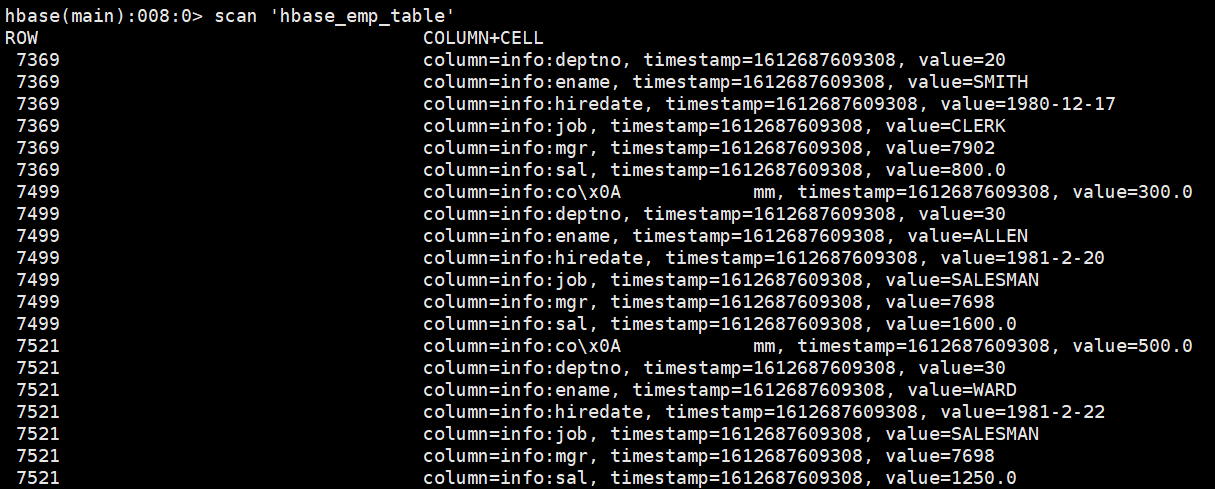 hbase(main):008:0> scan 'hbase_emp_table'
ROW                                   COLUMN+CELL
 7369                                 column=info:deptno, timestamp=1612687609308, value=20
 7369                                 column=info:ename, timestamp=1612687609308, value=SMITH
 7369                                 column=info:hiredate, timestamp=1612687609308, value=1980-12-17
 7369                                 column=info:job, timestamp=1612687609308, value=CLERK
 7369                                 column=info:mgr, timestamp=1612687609308, value=7902
 7369                                 column=info:sal, timestamp=1612687609308, value=800.0
 7499                                 column=info:co\x0A            mm, timestamp=1612687609308, value=300.0
 7499                                 column=info:deptno, timestamp=1612687609308, value=30
 7499                                 column=info:ename, timestamp=1612687609308, value=ALLEN
 7499                                 column=info:hiredate, timestamp=1612687609308, value=1981-2-20
 7499                                 column=info:job, timestamp=1612687609308, value=SALESMAN
 7499                                 column=info:mgr, timestamp=1612687609308, value=7698
 7499                                 column=info:sal, timestamp=1612687609308, value=1600.0
 7521                                 column=info:co\x0A            mm, timestamp=1612687609308, value=500.0
 7521                                 column=info:deptno, timestamp=1612687609308, value=30
 7521                                 column=info:ename, timestamp=1612687609308, value=WARD
 7521                                 column=info:hiredate, timestamp=1612687609308, value=1981-2-22
 7521                                 column=info:job, timestamp=1612687609308, value=SALESMAN
 7521                                 column=info:mgr, timestamp=1612687609308, value=7698
 7521                                 column=info:sal, timestamp=1612687609308, value=1250.0